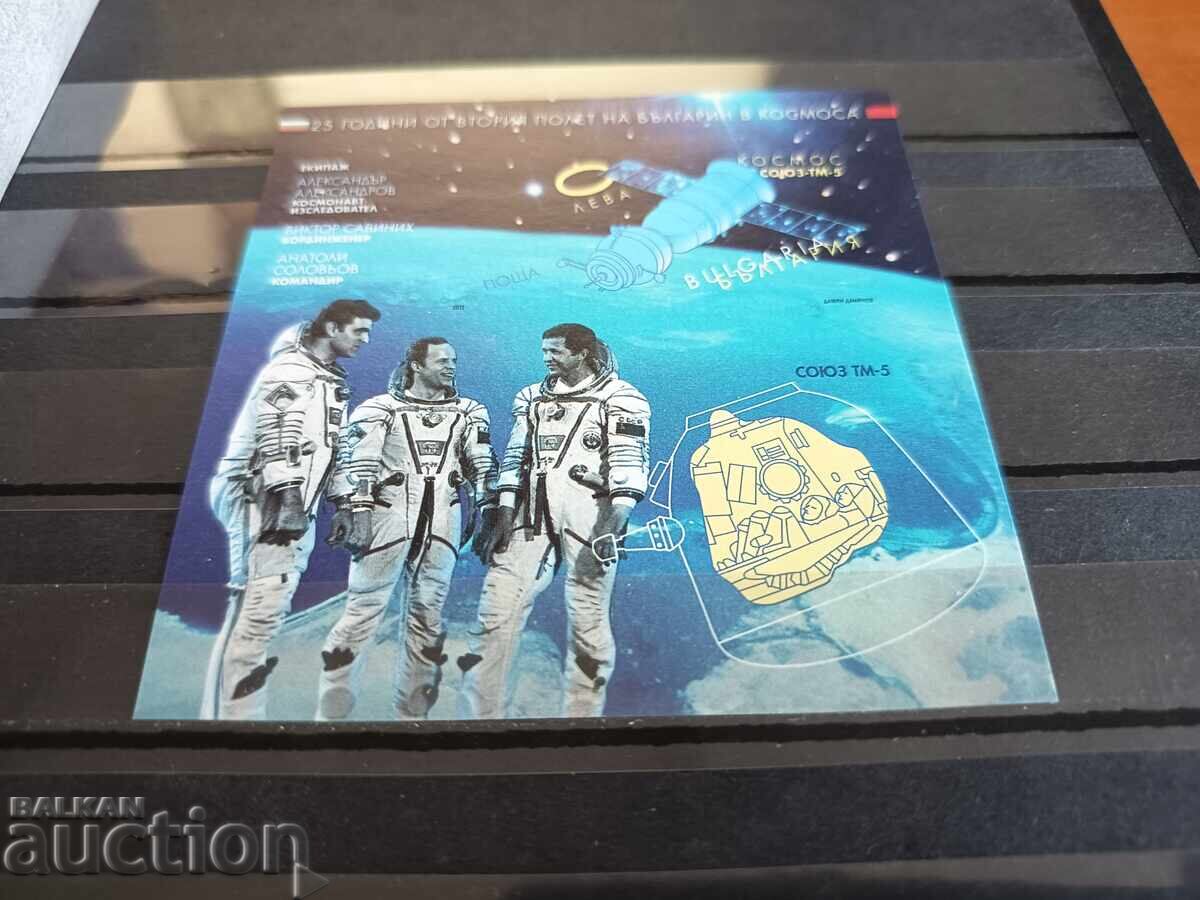 25 ГОДИНИ ОТ ВТОРИЯ ПОЛЕТ НА БЪЛГАРИН В КОСМОСА
ЕКИПАЖ
АЛЕКСАНДЪР
АЛЕКСАНДРОВ
КОСМОНАВТ
ИЗСЛЕДОВАТЕЛ
ВИКТОР САВИНИХ
БОРДИНЖЕНЕР
АНАТОЛИ
СОЛОВЬОВ
КОМАНДИР
ЛЕВА
КОСМОС
СОЮЗ-ТМ-5
ПОЩА
BULGARIA
БЪЛГАРИЯ
СОЮЗ ТМ-5
СССР
BALKAN
auction